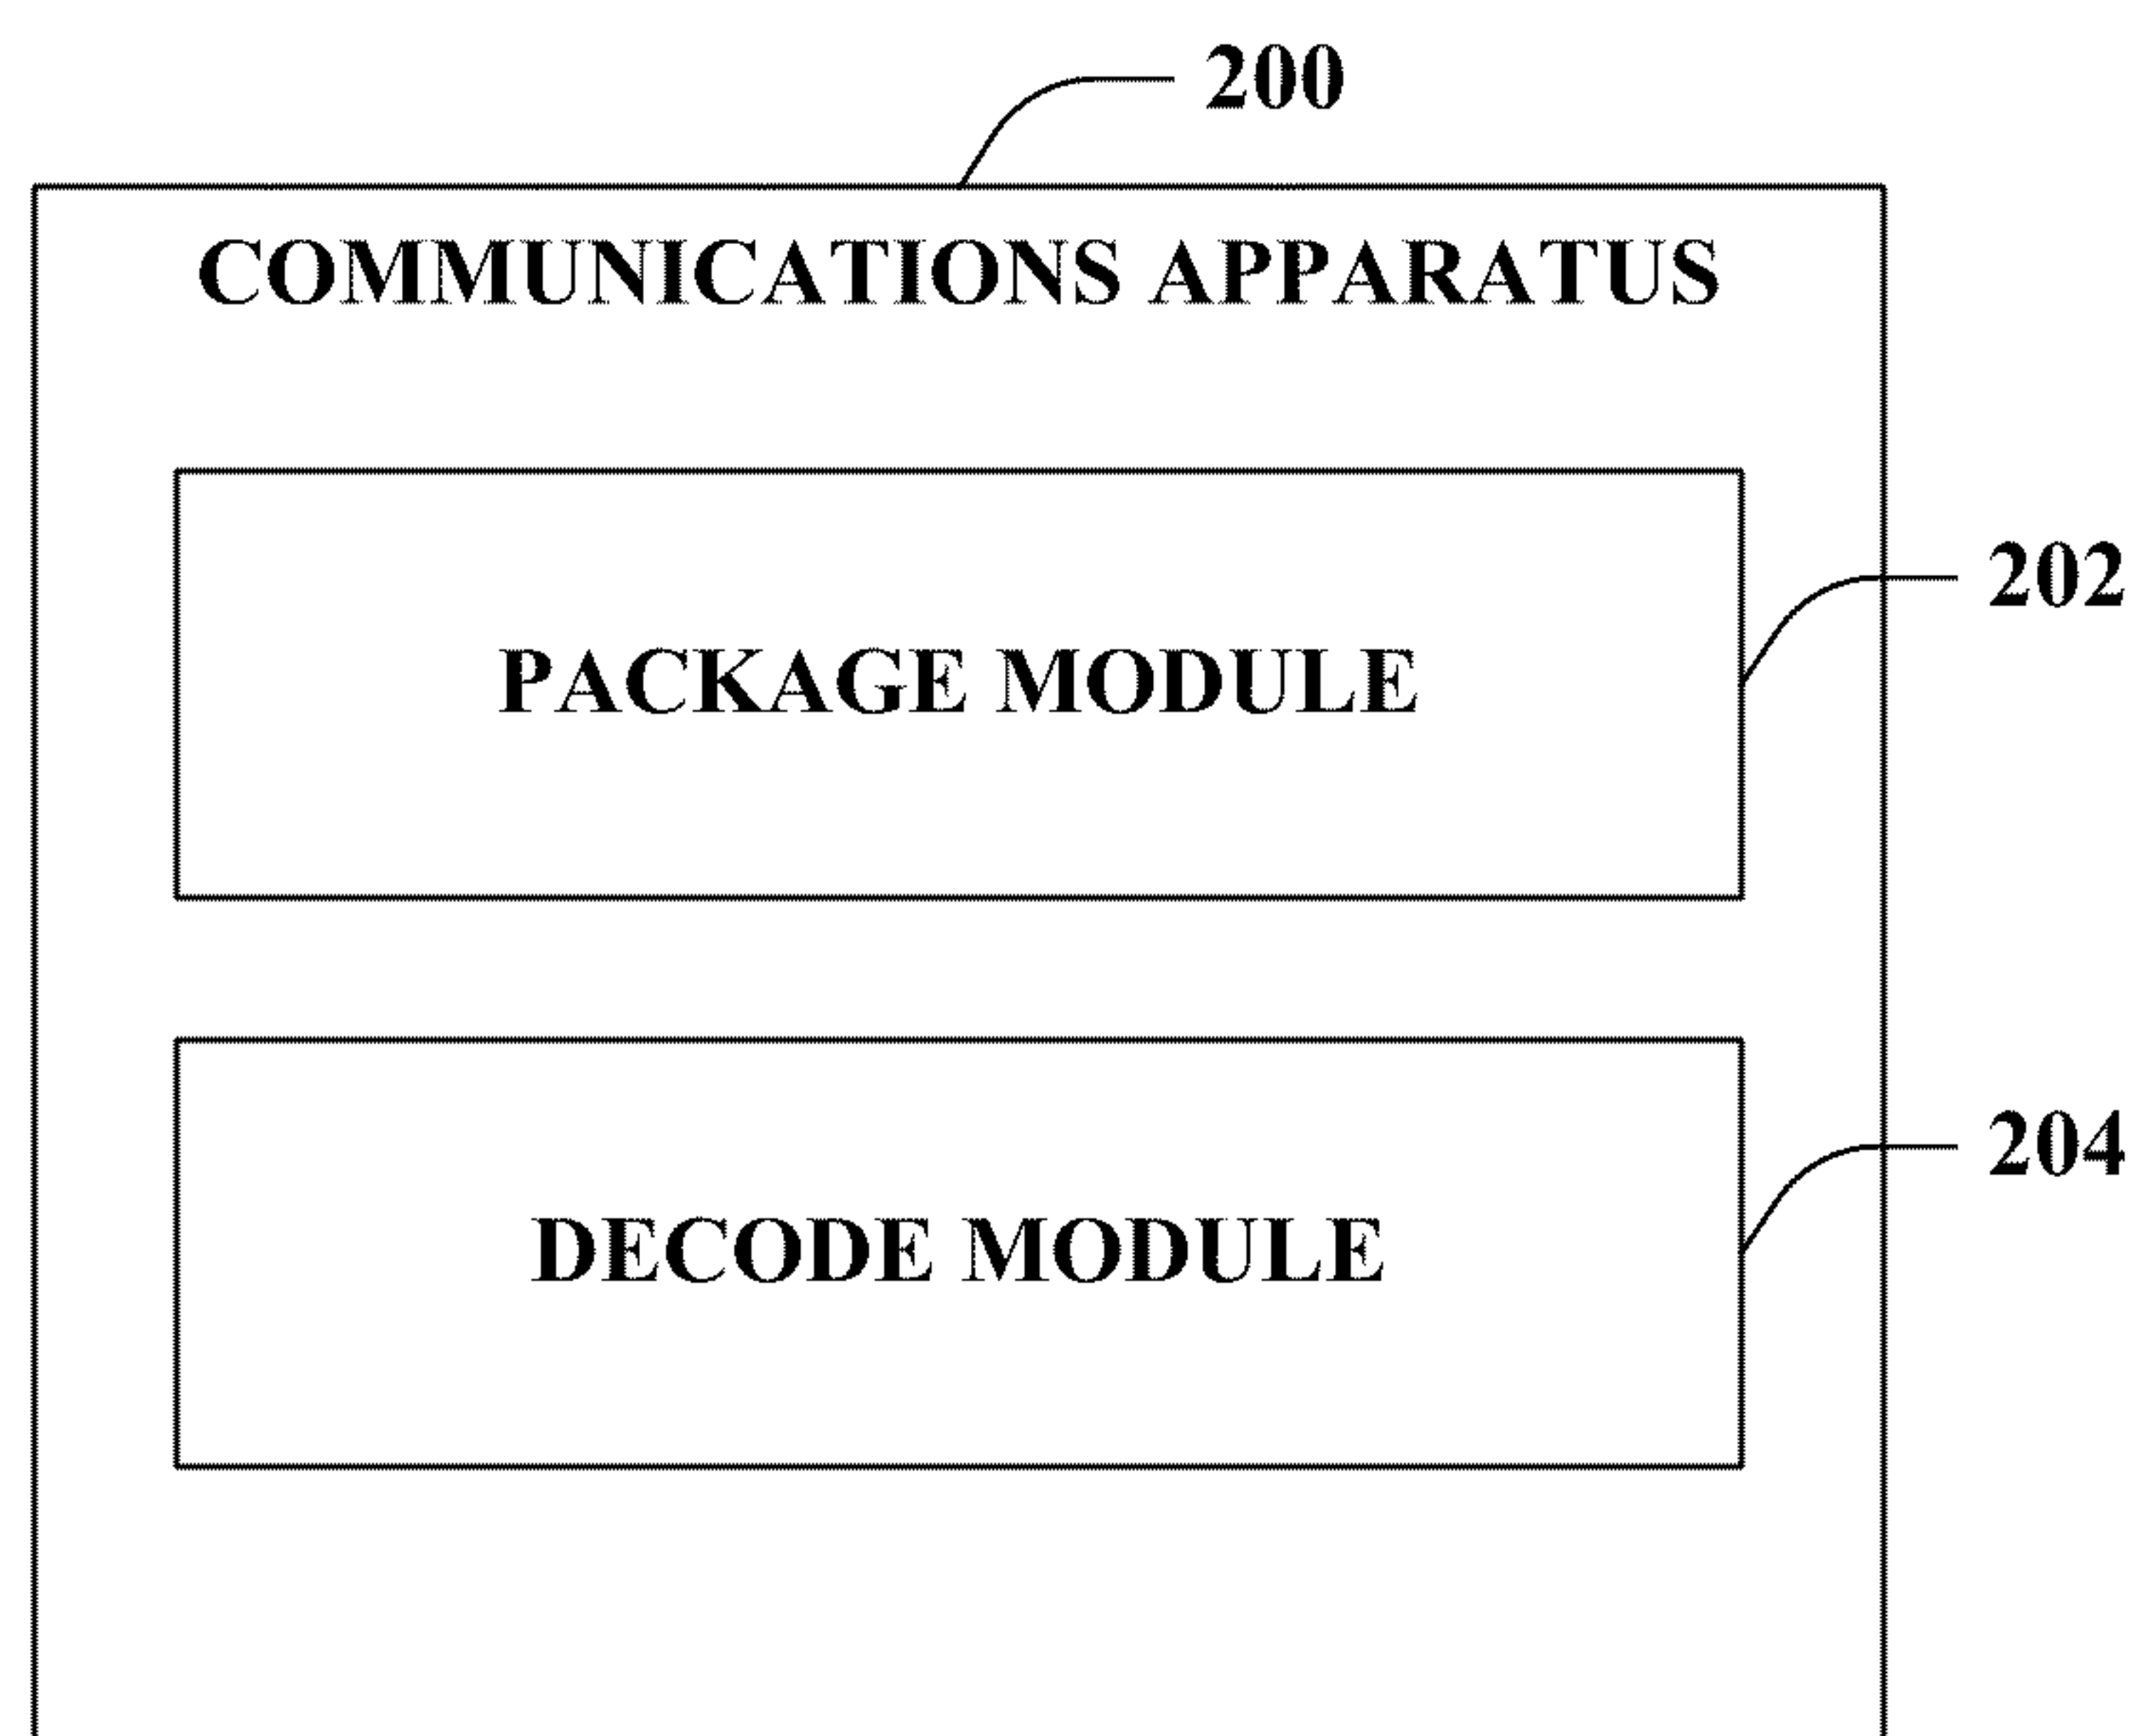 200
COMMUNICATIONS APPARATUS
202
PACKAGE MODULE
204
DECODE MODULE